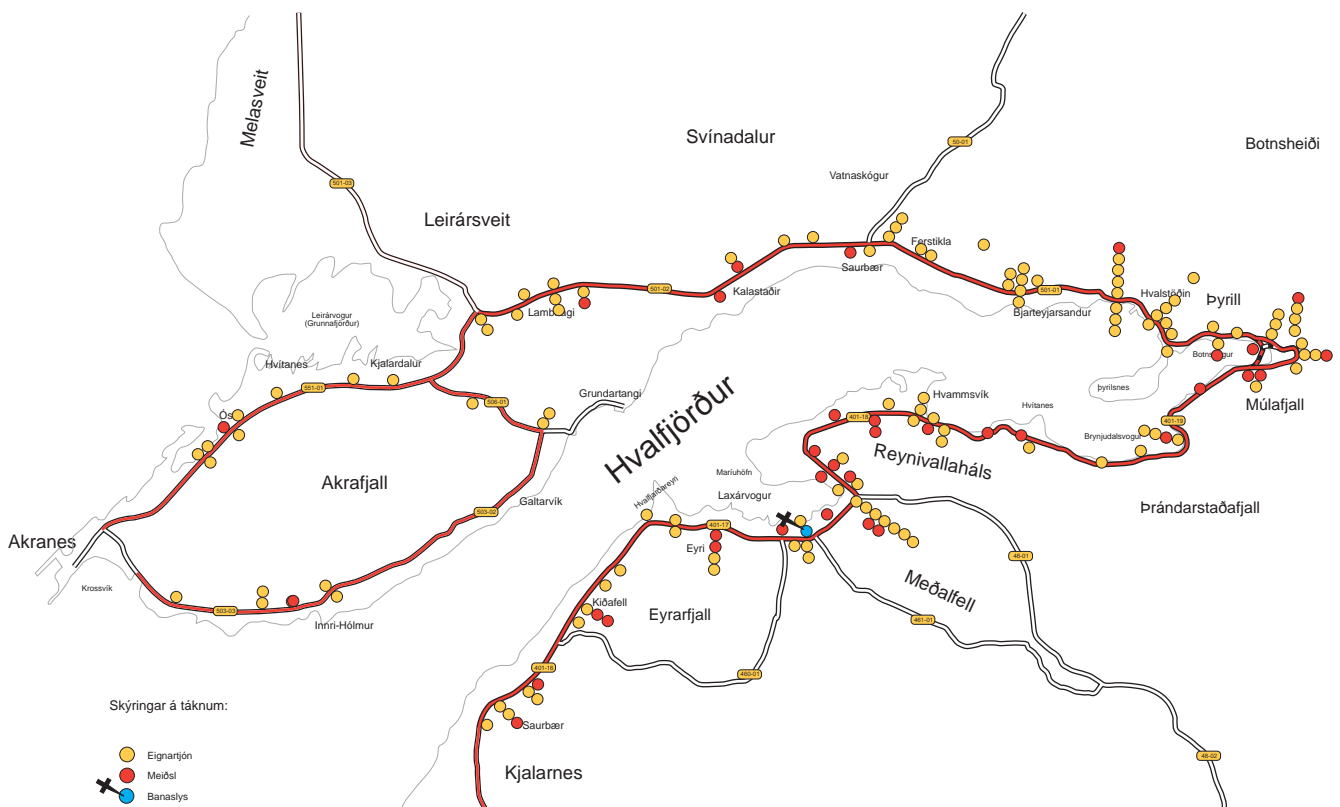 Melasveit
Svínadalur
Botnsheiði
50-01
Vatnaskógur
501-03
Leirársveit
Ferstikla
Saurbær
501-02
Kalastaðir
501-01
Bjarteyjarsandur
Hvalstöðin
Þyrill
Leirárvogur
(Grunnafjörður)
Hvítanes
Kjalardalur
551-01
506-01
Grundartangi
Þyrilsnes
Múlafjall
Ós
Hvalfjörður
401-18
Hvammsvík
Hvítanes
401-19
Brynjudalsvogur
Reynivallaháls
Akrafjall
Galtarvík
503-02
Hvalfjarðareyri
Maríuhöfn
Laxárvogur
Þrándarstaðafjall
Akranes
401-17
Eyri
48-01
Krossvík
503-03
Innri-Hólmur
Kiðafell
Eyrarfjall
Meðalfell
461-01
401-16
460-01
Skýringar á táknum:
Saurbær
Eignartjón
Meiðsl
Banaslys
Kjalarnes
48-02